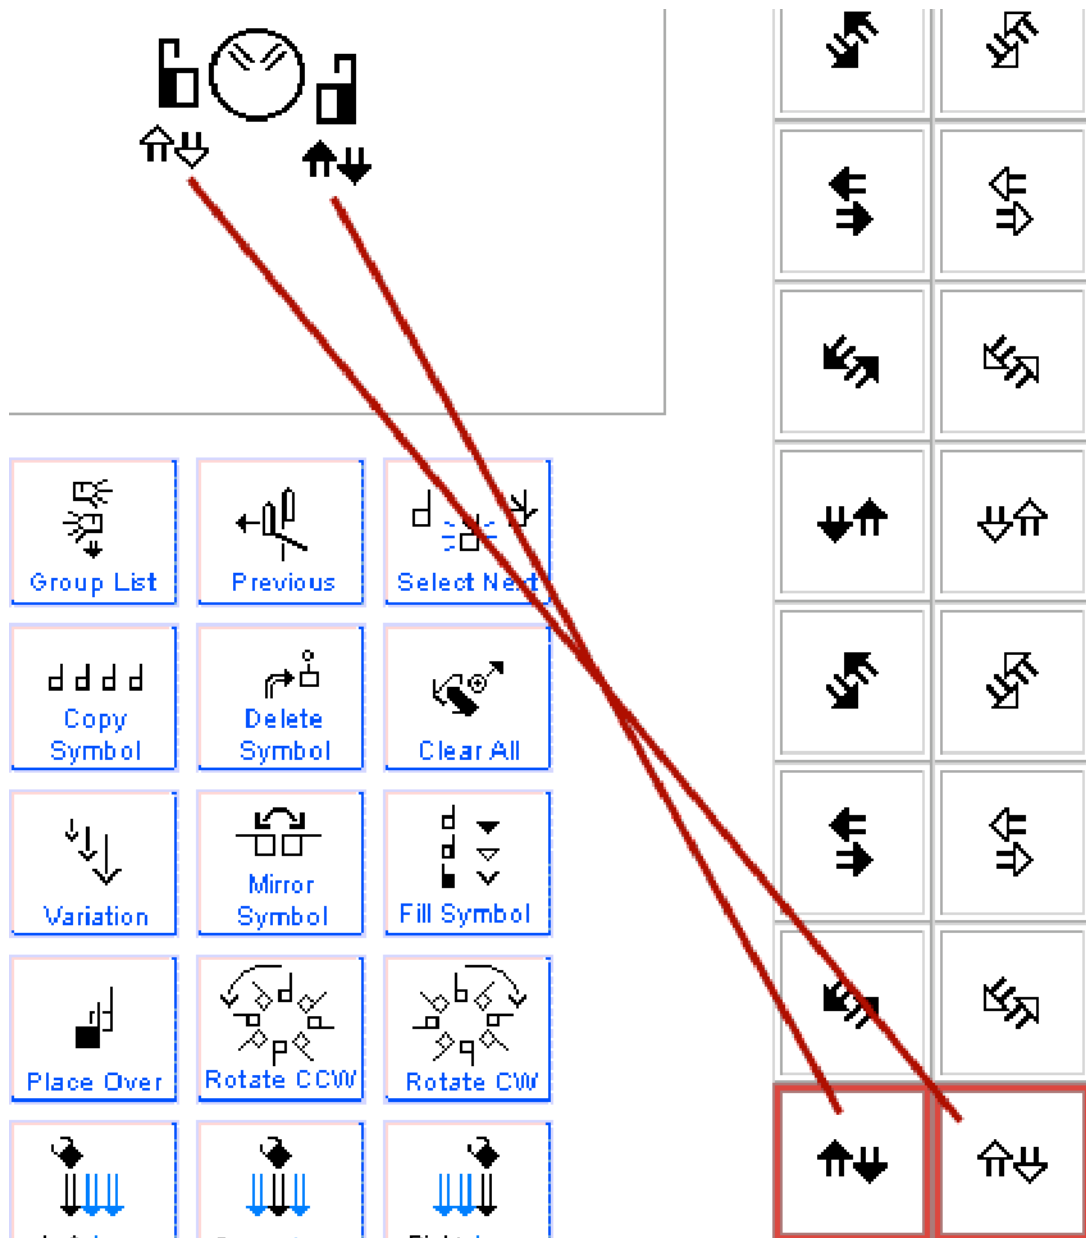 Group List
Previous
Select Next
Copy
Symbol
Delete
Symbol
Clear All
Variation
Mirror
Symbol
Fill Symbol
Place Over
Rotate CCW
Rotate CW